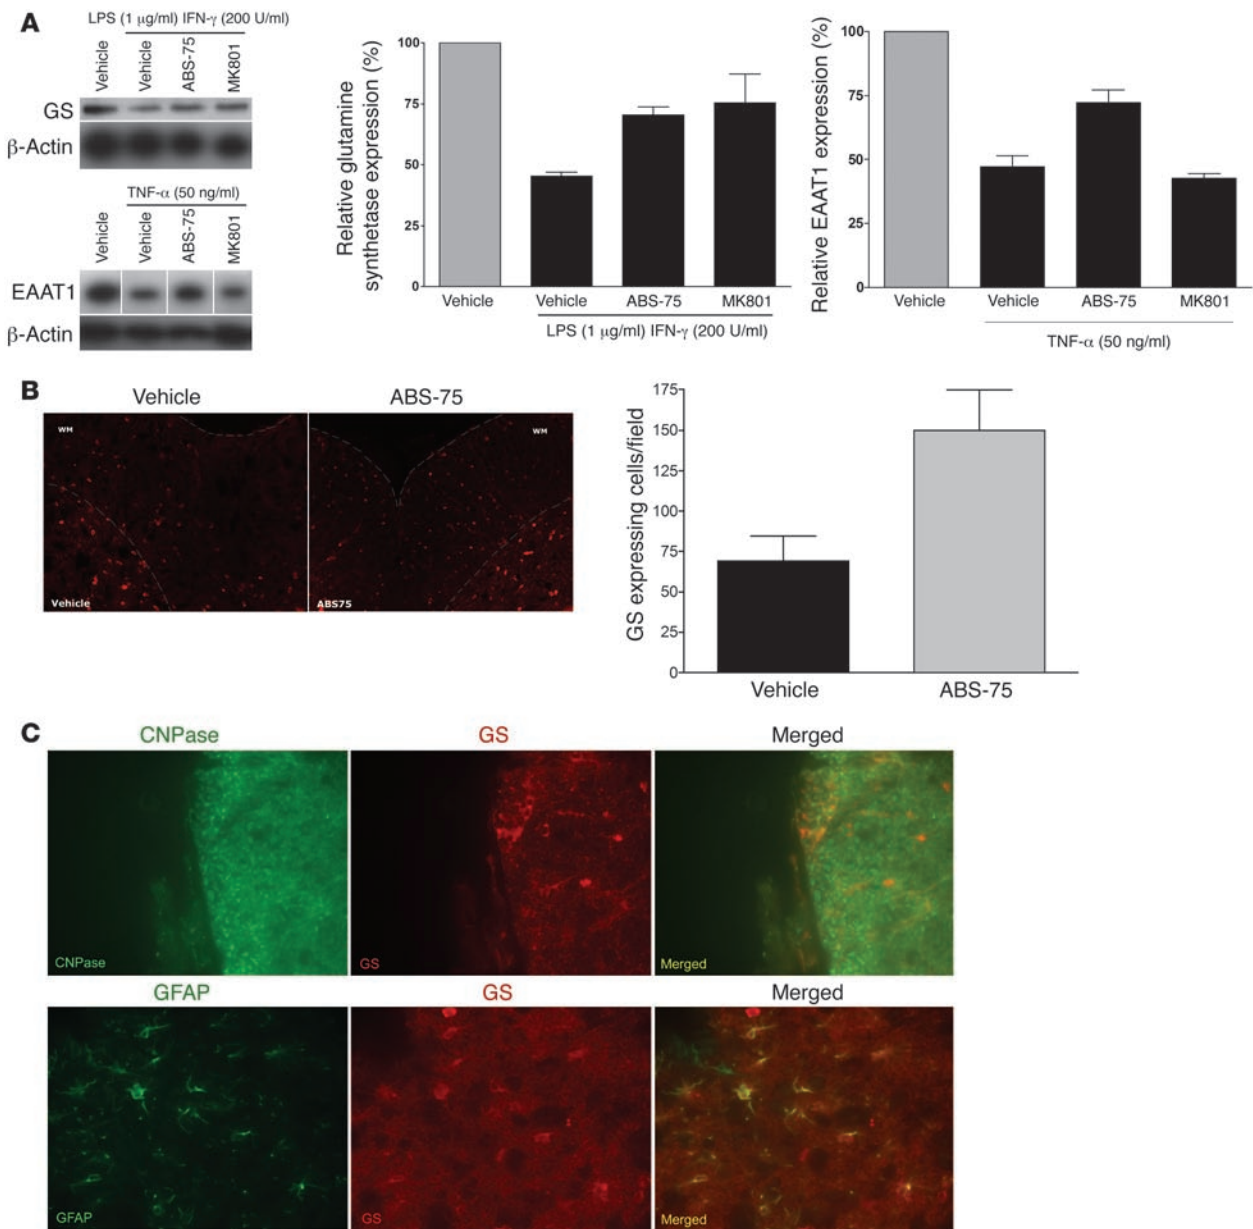 A
LPS (1 μg/ml) IFN-γ (200 U/ml)
Vehicle
Vehicle
ABS-75
MK801
GS
β-Actin
TNF-α (50 ng/ml)
Vehicle
Vehicle
ABS-75
MK801
EAAT1
β-Actin
Relative glutamine
synthetase expression (%)
100
75
50
25
0
Vehicle
Vehicle
ABS-75
MK801
LPS (1 μg/ml) IFN-γ (200 U/ml)
Relative EAAT1 expression (%)
100
75
50
25
0
Vehicle
Vehicle
ABS-75
MK801
TNF-α (50 ng/ml)
B
Vehicle
ABS-75
WM
WM
Vehicle
ABS75
GS expressing cells/field
175
150
125
100
75
50
25
0
Vehicle
ABS-75
C
CNPase
GS
Merged
CNPase
GS
Merged
GFAP
GS
Merged
GFAP
GS
Merged